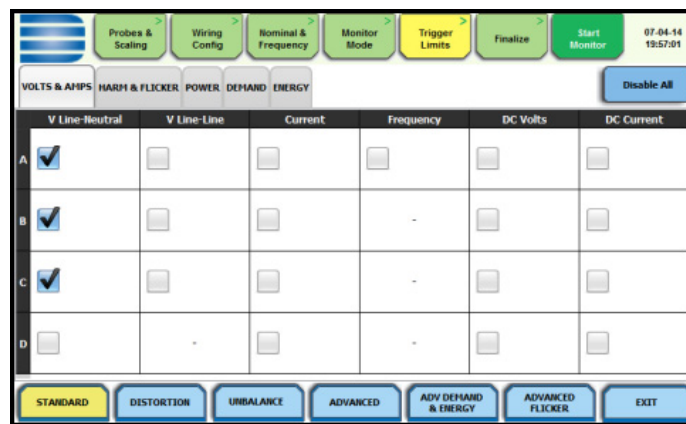 Probes & Scaling > Wiring Config > Nominal & Frequency > Monitor Mode > Trigger Limits > Finalize > Start Monitor > 07-04-14 19:57:01
VOLTS & AMPS HARM & FLICKER POWER DEMAND ENERGY Disable All
V Line-Neutral V Line-Line Current Frequency DC Volts DC Current
A
B -
C -
D - -
STANDARD DISTORTION UNBALANCE ADVANCED ADV DEMAND & ENERGY ADVANCED FLICKER EXIT